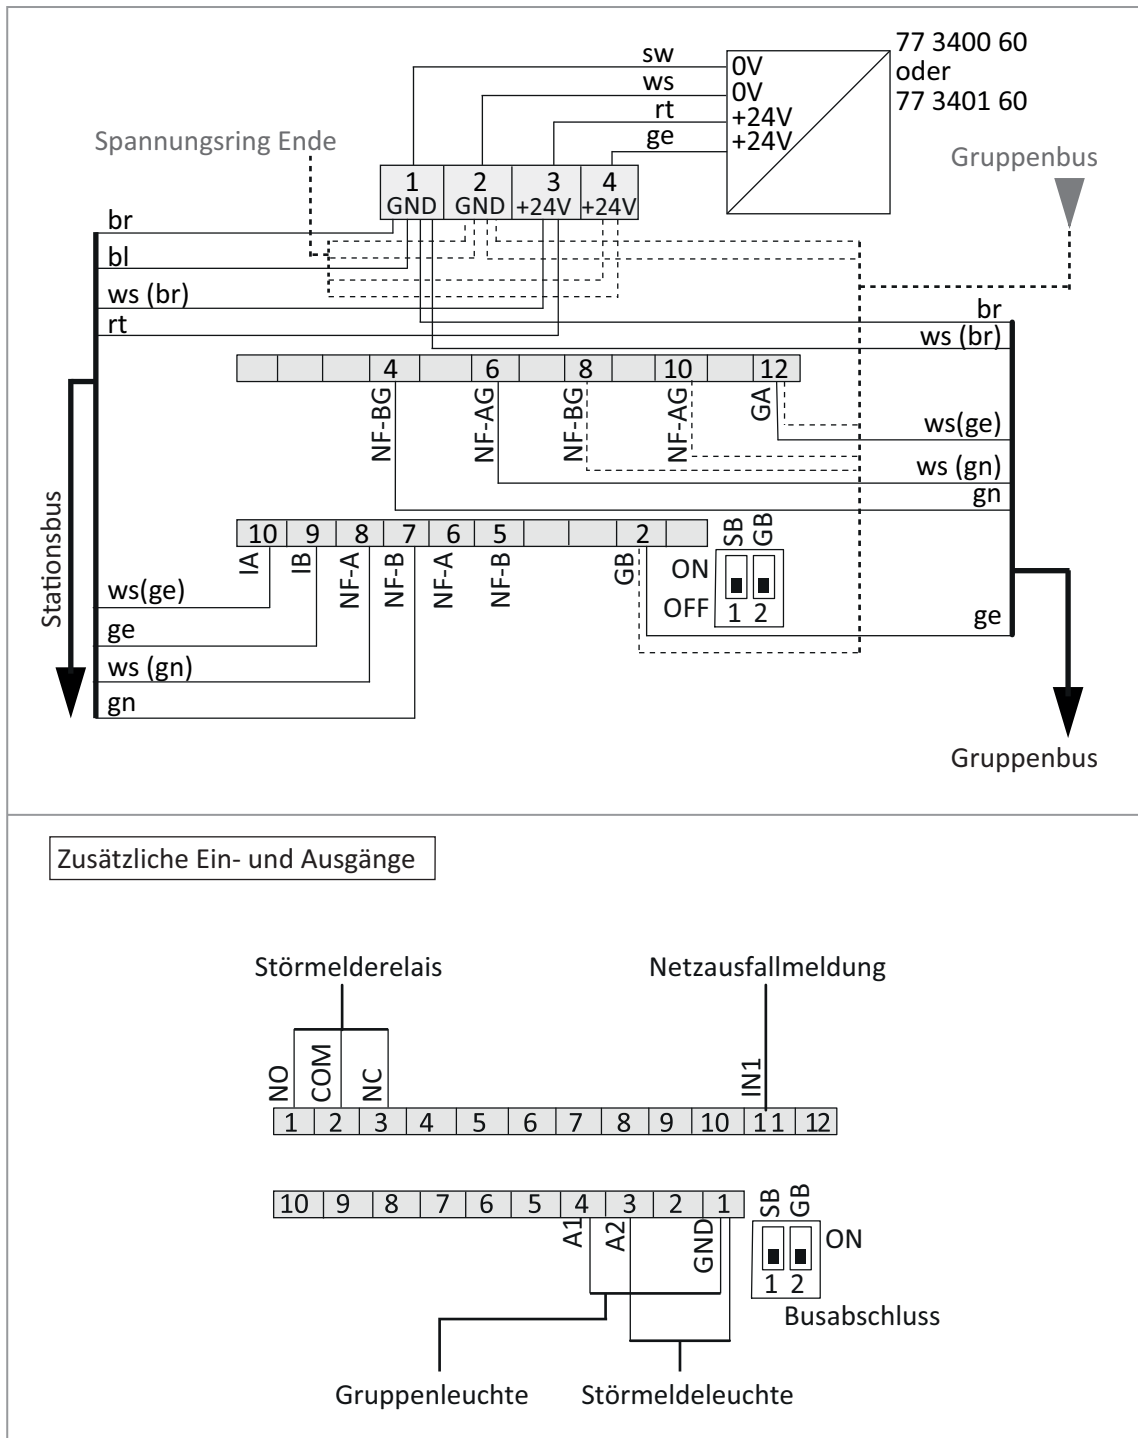 77 3400 60
oder
77 3401 60
sw
0V
ws
0V
rt
+24V
ge
+24V
Spannungsring Ende
Gruppenbus
1 2 3 4
GND GND +24V +24V
br
bl
ws (br)
rt
br
ws (br)
4 6 8 10 12
NF-BG NF-AG NF-BG NF-AG GA
ws(ge)
ws (gn)
gn
Stationsbus
10 9 8 7 6 5 2
IA IB NF-A NF-B NF-A NF-B GB
SB GB
ON
OFF
1 2
ws(ge)
ge
ge
ws (gn)
gn
Gruppenbus
Zusätzliche Ein- und Ausgänge
Störmelderelais
Netzausfallmeldung
NO COM NC IN1
1 2 3 4 5 6 7 8 9 10 11 12
10 9 8 7 6 5 4 3 2 1
A1 A2 GND
SB GB
ON
1 2
Busabschluss
Gruppenleuchte
Störmeldeleuchte